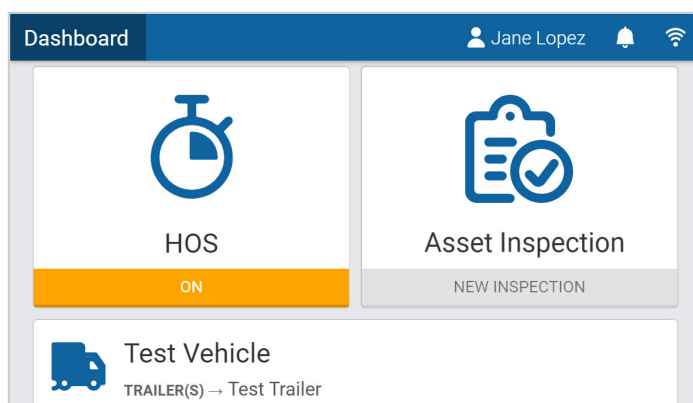 Dashboard
Jane Lopez
HOS
ON
Asset Inspection
NEW INSPECTION
Test Vehicle
TRAILER(S) → Test Trailer